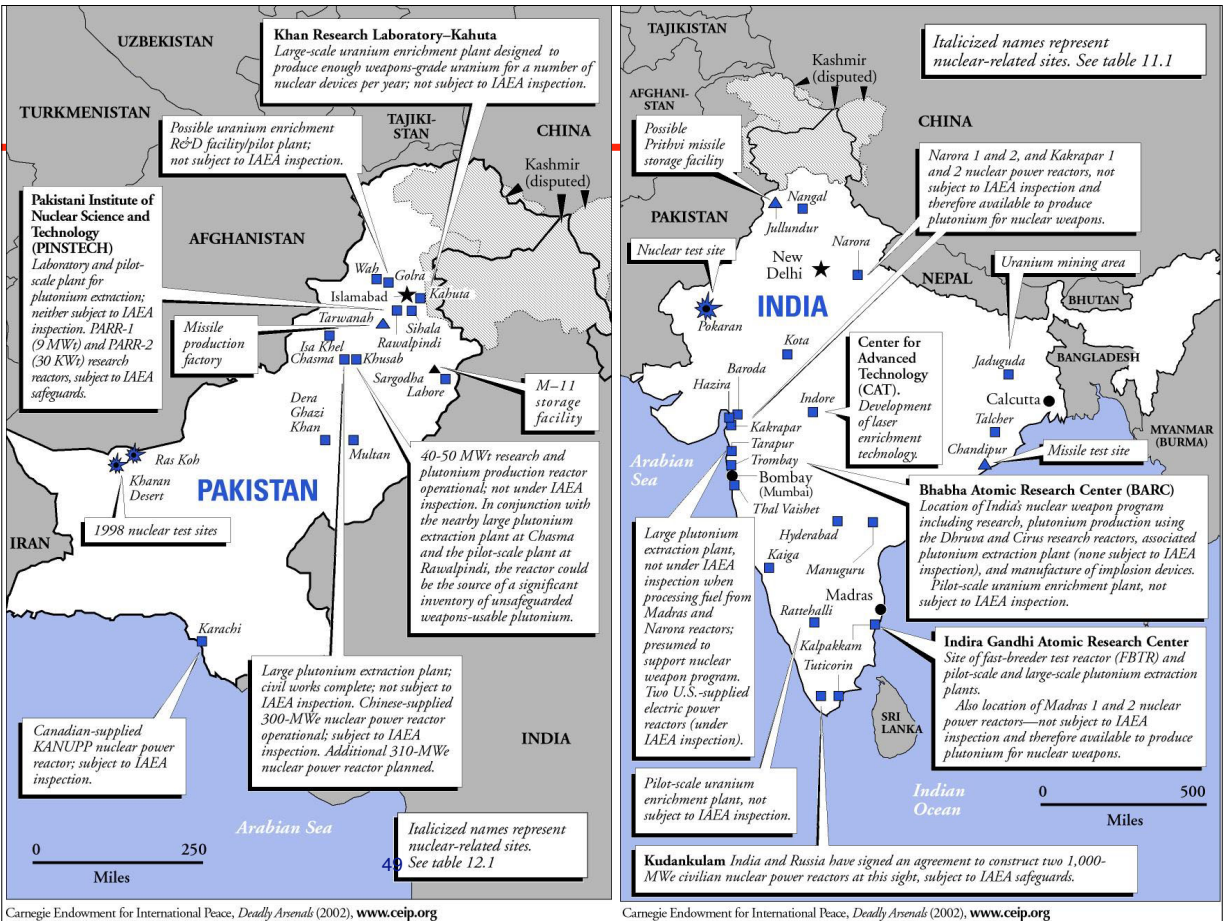 UZBEKISTAN
TURKMENISTAN
TAJIKI-
STAN
CHINA
AFGHANISTAN
IRAN
INDIA
PAKISTAN
Kashmir
(disputed)
Khan Research Laboratory–Kahuta
Large-scale uranium enrichment plant designed to
produce enough weapons-grade uranium for a number of
nuclear devices per year; not subject to IAEA inspection.
Possible uranium enrichment
R&D facility/pilot plant;
not subject to IAEA inspection.
Pakistani Institute of
Nuclear Science and
Technology
(PINSTECH)
Laboratory and pilot-
scale plant for
plutonium extraction;
neither subject to IAEA
inspection. PARR-1
(9 MWt) and PARR-2
(30 KWt) research
reactors, subject to IAEA
safeguards.
Missile
production
factory
Wah
Golra
Islamabad
Kahuta
Tarwanah
Sihala
Rawalpindi
Isa Khel
Chasma
Khusab
Sargodha
Lahore
Dera
Ghazi
Khan
Multan
M–11
storage
facility
Ras Koh
Kharan
Desert
1998 nuclear test sites
40-50 MWt research and
plutonium production reactor
operational; not under IAEA
inspection. In conjunction with
the nearby large plutonium
extraction plant at Chasma
and the pilot-scale plant at
Rawalpindi, the reactor could
be the source of a significant
inventory of unsafeguarded
weapons-usable plutonium.
Karachi
Canadian-supplied
KANUPP nuclear power
reactor; subject to IAEA
inspection.
Large plutonium extraction plant;
civil works complete; not subject to
IAEA inspection. Chinese-supplied
300-MWe nuclear power reactor
operational; subject to IAEA
inspection. Additional 310-MWe
nuclear power reactor planned.
Arabian Sea
Italicized names represent
nuclear-related sites.
See table 12.1
49
0 250
Miles
Carnegie Endowment for International Peace, Deadly Arsenals (2002), www.ceip.org
TAJIKISTAN
AFGHANI-
STAN
Kashmir
(disputed)
CHINA
PAKISTAN
NEPAL
BHUTAN
BANGLADESH
MYANMAR
(BURMA)
SRI
LANKA
INDIA
Italicized names represent
nuclear-related sites. See table 11.1
Possible
Prithvi missile
storage facility
Narora 1 and 2, and Kakrapar 1
and 2 nuclear power reactors, not
subject to IAEA inspection and
therefore available to produce
plutonium for nuclear weapons.
Nangal
Jullundur
Nuclear test site
Narora
New
Delhi
Uranium mining area
Pokaran
Kota
Center for
Advanced
Technology
(CAT).
Development
of laser
enrichment
technology.
Jaduguda
Baroda
Hazira
Indore
Calcutta
Talcher
Chandipur
Missile test site
Kakrapar
Tarapur
Trombay
Bombay
(Mumbai)
Thal Vaishet
Arabian
Sea
Bhabha Atomic Research Center (BARC)
Location of India's nuclear weapon program
including research, plutonium production using
the Dhruva and Cirus research reactors, associated
plutonium extraction plant (none subject to IAEA
inspection), and manufacture of implosion devices.
Pilot-scale uranium enrichment plant, not
subject to IAEA inspection.
Large plutonium
extraction plant,
not under IAEA
inspection when
processing fuel from
Madras and
Narora reactors;
presumed to
support nuclear
weapon program.
Two U.S.-supplied
electric power
reactors (under
IAEA inspection).
Hyderabad
Kaiga
Manuguru
Madras
Rattehalli
Kalpakkam
Tuticorin
Indira Gandhi Atomic Research Center
Site of fast-breeder test reactor (FBTR) and
pilot-scale and large-scale plutonium extraction
plants.
Also location of Madras 1 and 2 nuclear
power reactors—not subject to IAEA
inspection and therefore available to produce
plutonium for nuclear weapons.
Pilot-scale uranium
enrichment plant, not
subject to IAEA inspection.
Indian
Ocean
0 500
Miles
Kudankulam India and Russia have signed an agreement to construct two 1,000-
MWe civilian nuclear power reactors at this sight, subject to IAEA safeguards.
Carnegie Endowment for International Peace, Deadly Arsenals (2002), www.ceip.org